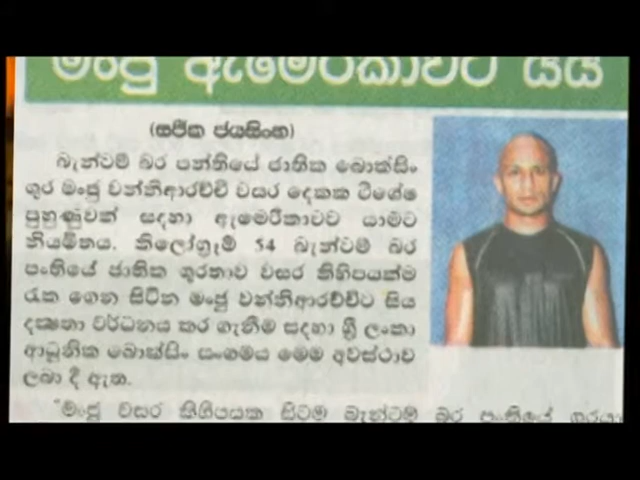 මංජු ඇමෙරිකාවට යයි
(සජීක ජයසිංහ)
බැන්ටම් බර පන්තියේ ජාතික බොක්සිං
ශූර මංජු වන්නිආරච්චි වසර දෙකක විශේෂ
පුහුණුවක් සඳහා ඇමෙරිකාවට යාමට
නියමිතය. කිලෝග්‍රෑම් 54 බැන්ටම් බර
පංතියේ ජාතික ශූරතාව වසර කිහිපයක්ම
රැක ගෙන සිටින මංජු වන්නිආරච්චිට සිය
දක්ෂතා වර්ධනය කර ගැනීම සඳහා ශ්‍රී ලංකා
ආධුනික බොක්සිං සංගමය මෙම අවස්ථාව
ලබා දී ඇත.
"මංජු වසර කිහිපයක සිටම බැන්ටම් බර පංතියේ ශූරයා